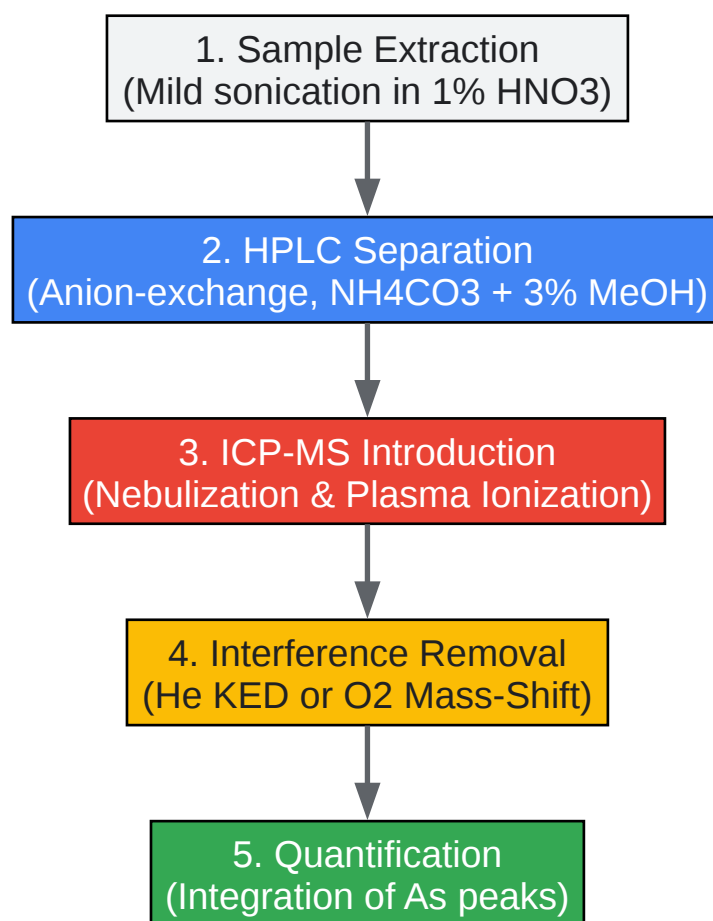 1. Sample Extraction
(Mild sonication in 1% HNO3)
2. HPLC Separation
(Anion-exchange, NH4CO3 + 3% MeOH)
3. ICP-MS Introduction
(Nebulization & Plasma Ionization)
4. Interference Removal
(He KED or O2 Mass-Shift)
5. Quantification
(Integration of As peaks)